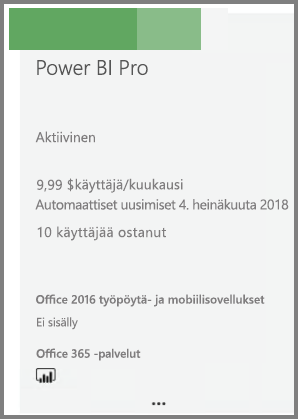 Power BI Pro
Aktiivinen
9,99 $käyttäjä/kuukausi
Automaattiset uusimiset 4. heinäkuuta 2018
10 käyttäjää ostanut
Office 2016 työpöytä- ja mobiilisovellukset
Ei sisälly
Office 365 -palvelut